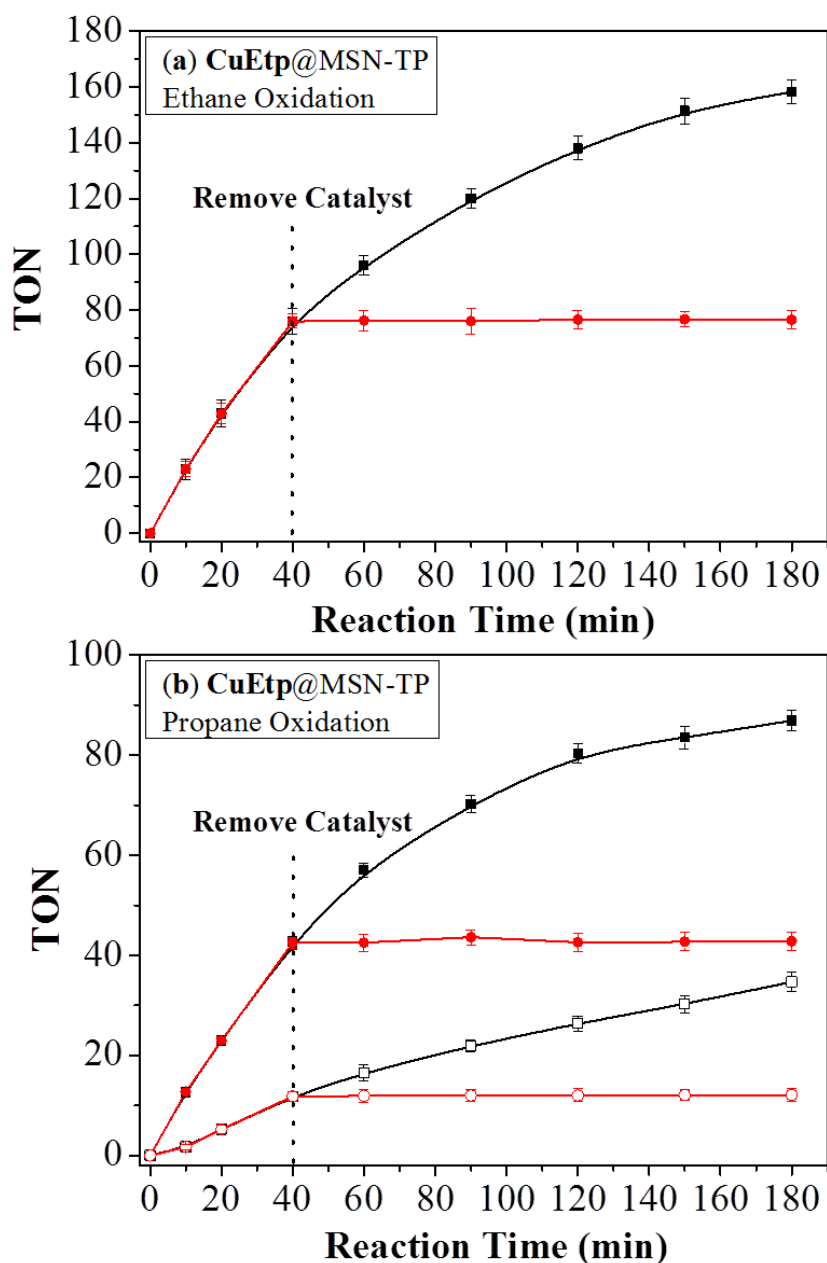 (a) CuEtp@MSN-TP
Ethane Oxidation
Remove Catalyst
TON
180
160
140
120
100
80
60
40
20
0
0 20 40 60 80 100 120 140 160 180
Reaction Time (min)
(b) CuEtp@MSN-TP
Propane Oxidation
Remove Catalyst
TON
100
80
60
40
20
0
0 20 40 60 80 100 120 140 160 180
Reaction Time (min)